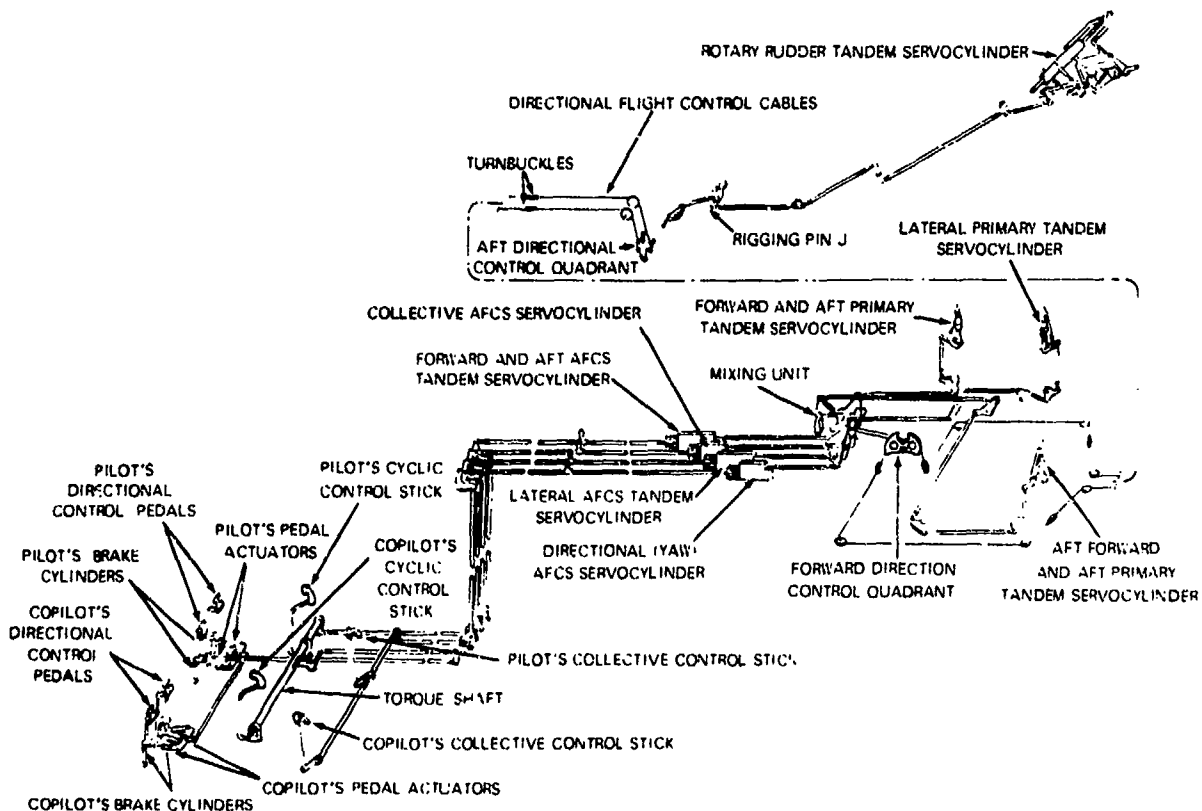 ROTARY RUDDER TANDEM SERVOCYLINDER
DIRECTIONAL FLIGHT CONTROL CABLES
TURNBUCKLES
AFT DIRECTIONAL
CONTROL QUADRANT
RIGGING PIN J
LATERAL PRIMARY TANDEM
SERVOCYLINDER
FORWARD AND AFT PRIMARY
TANDEM SERVOCYLINDER
COLLECTIVE AFCS SERVOCYLINDER
FORWARD AND AFT AFCS
TANDEM SERVOCYLINDER
MIXING UNIT
PILOT'S
DIRECTIONAL
CONTROL PEDALS
PILOT'S CYCLIC
CONTROL STICK
LATERAL AFCS TANDEM
SERVOCYLINDER
DIRECTIONAL (YAW)
AFCS SERVOCYLINDER
FORWARD DIRECTION
CONTROL QUADRANT
AFT FORWARD
AND AFT PRIMARY
TANDEM SERVOCYLINDER
PILOT'S PEDAL
ACTUATORS
COPILOT'S
CYCLIC
CONTROL
STICK
PILOT'S BRAKE
CYLINDERS
COPILOT'S
DIRECTIONAL
CONTROL
PEDALS
PILOT'S COLLECTIVE CONTROL STICK
TORQUE SHAFT
COPILOT'S COLLECTIVE CONTROL STICK
COPILOT'S PEDAL ACTUATORS
COPILOT'S BRAKE CYLINDERS